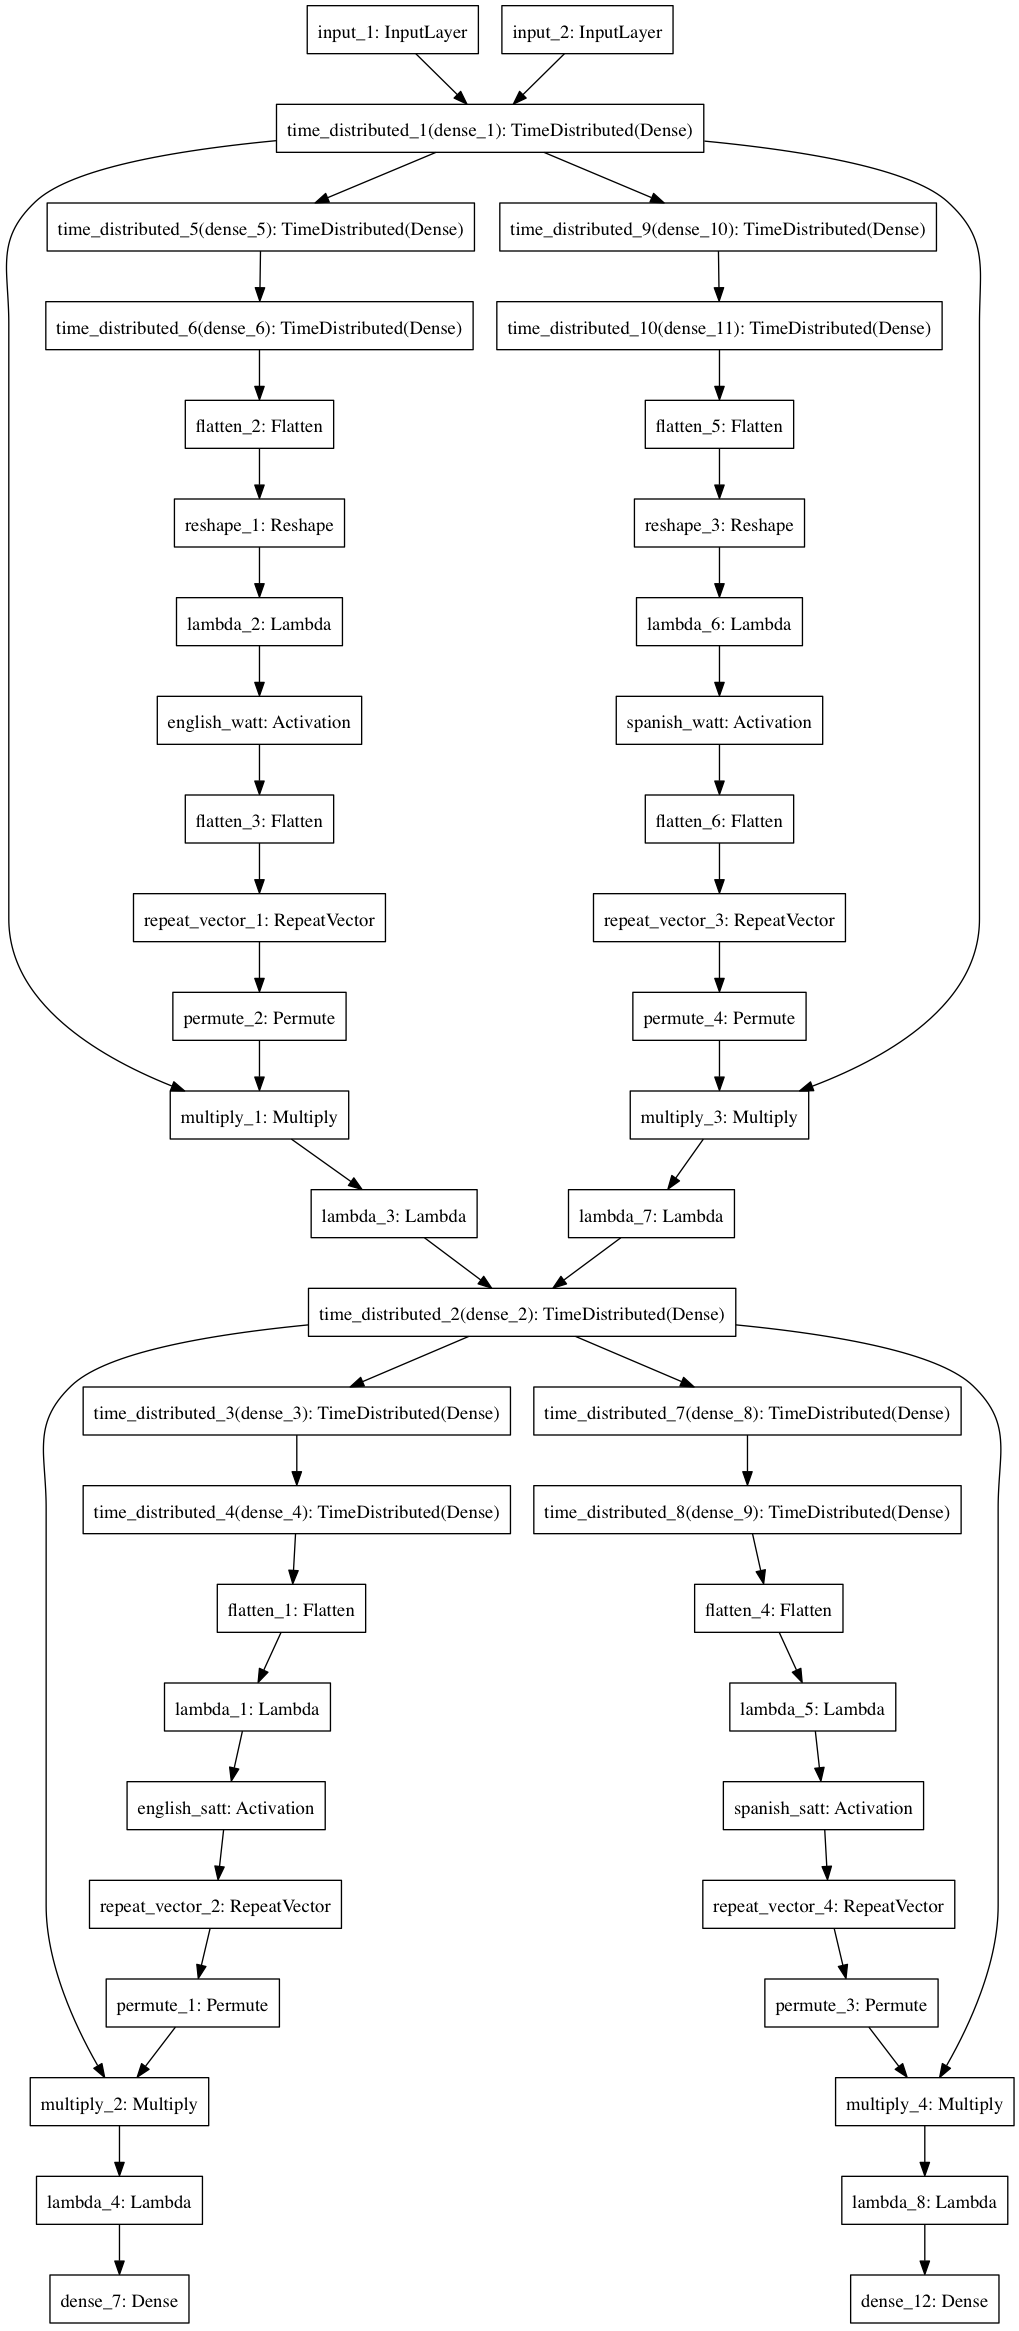 input_1: InputLayer
input_2: InputLayer
time_distributed_1(dense_1): TimeDistributed(Dense)
time_distributed_5(dense_5): TimeDistributed(Dense)
time_distributed_9(dense_10): TimeDistributed(Dense)
time_distributed_6(dense_6): TimeDistributed(Dense)
time_distributed_10(dense_11): TimeDistributed(Dense)
flatten_2: Flatten
flatten_5: Flatten
reshape_1: Reshape
reshape_3: Reshape
lambda_2: Lambda
lambda_6: Lambda
english_watt: Activation
spanish_watt: Activation
flatten_3: Flatten
flatten_6: Flatten
repeat_vector_1: RepeatVector
repeat_vector_3: RepeatVector
permute_2: Permute
permute_4: Permute
multiply_1: Multiply
multiply_3: Multiply
lambda_3: Lambda
lambda_7: Lambda
time_distributed_2(dense_2): TimeDistributed(Dense)
time_distributed_3(dense_3): TimeDistributed(Dense)
time_distributed_7(dense_8): TimeDistributed(Dense)
time_distributed_4(dense_4): TimeDistributed(Dense)
time_distributed_8(dense_9): TimeDistributed(Dense)
flatten_1: Flatten
flatten_4: Flatten
lambda_1: Lambda
lambda_5: Lambda
english_satt: Activation
spanish_satt: Activation
repeat_vector_2: RepeatVector
repeat_vector_4: RepeatVector
permute_1: Permute
permute_3: Permute
multiply_2: Multiply
multiply_4: Multiply
lambda_4: Lambda
lambda_8: Lambda
dense_7: Dense
dense_12: Dense